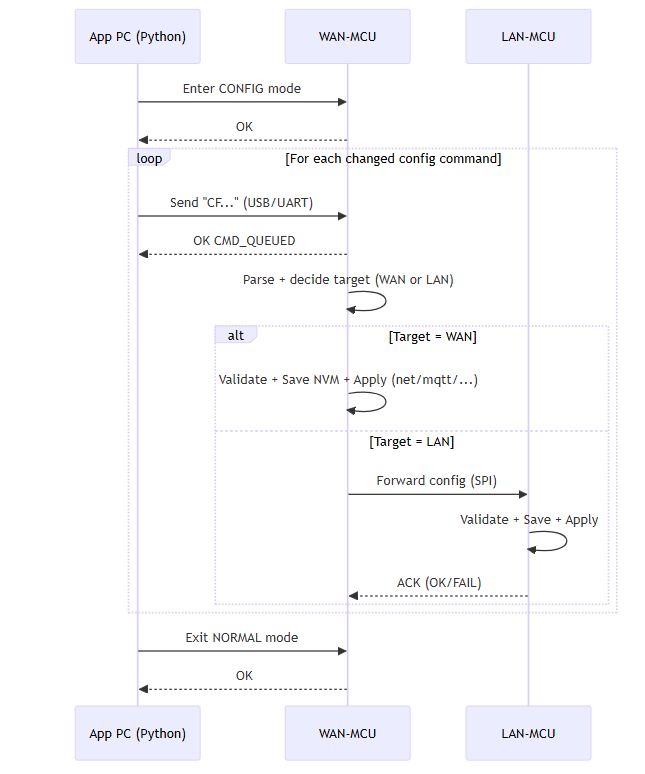 App PC (Python)
WAN-MCU
LAN-MCU
Enter CONFIG mode
OK
loop
[For each changed config command]
Send "CF..." (USB/UART)
OK CMD_QUEUED
Parse + decide target (WAN or LAN)
alt
[Target = WAN]
Validate + Save NVM + Apply (net/mqtt/...)
[Target = LAN]
Forward config (SPI)
Validate + Save + Apply
ACK (OK/FAIL)
Exit NORMAL mode
OK
App PC (Python)
WAN-MCU
LAN-MCU